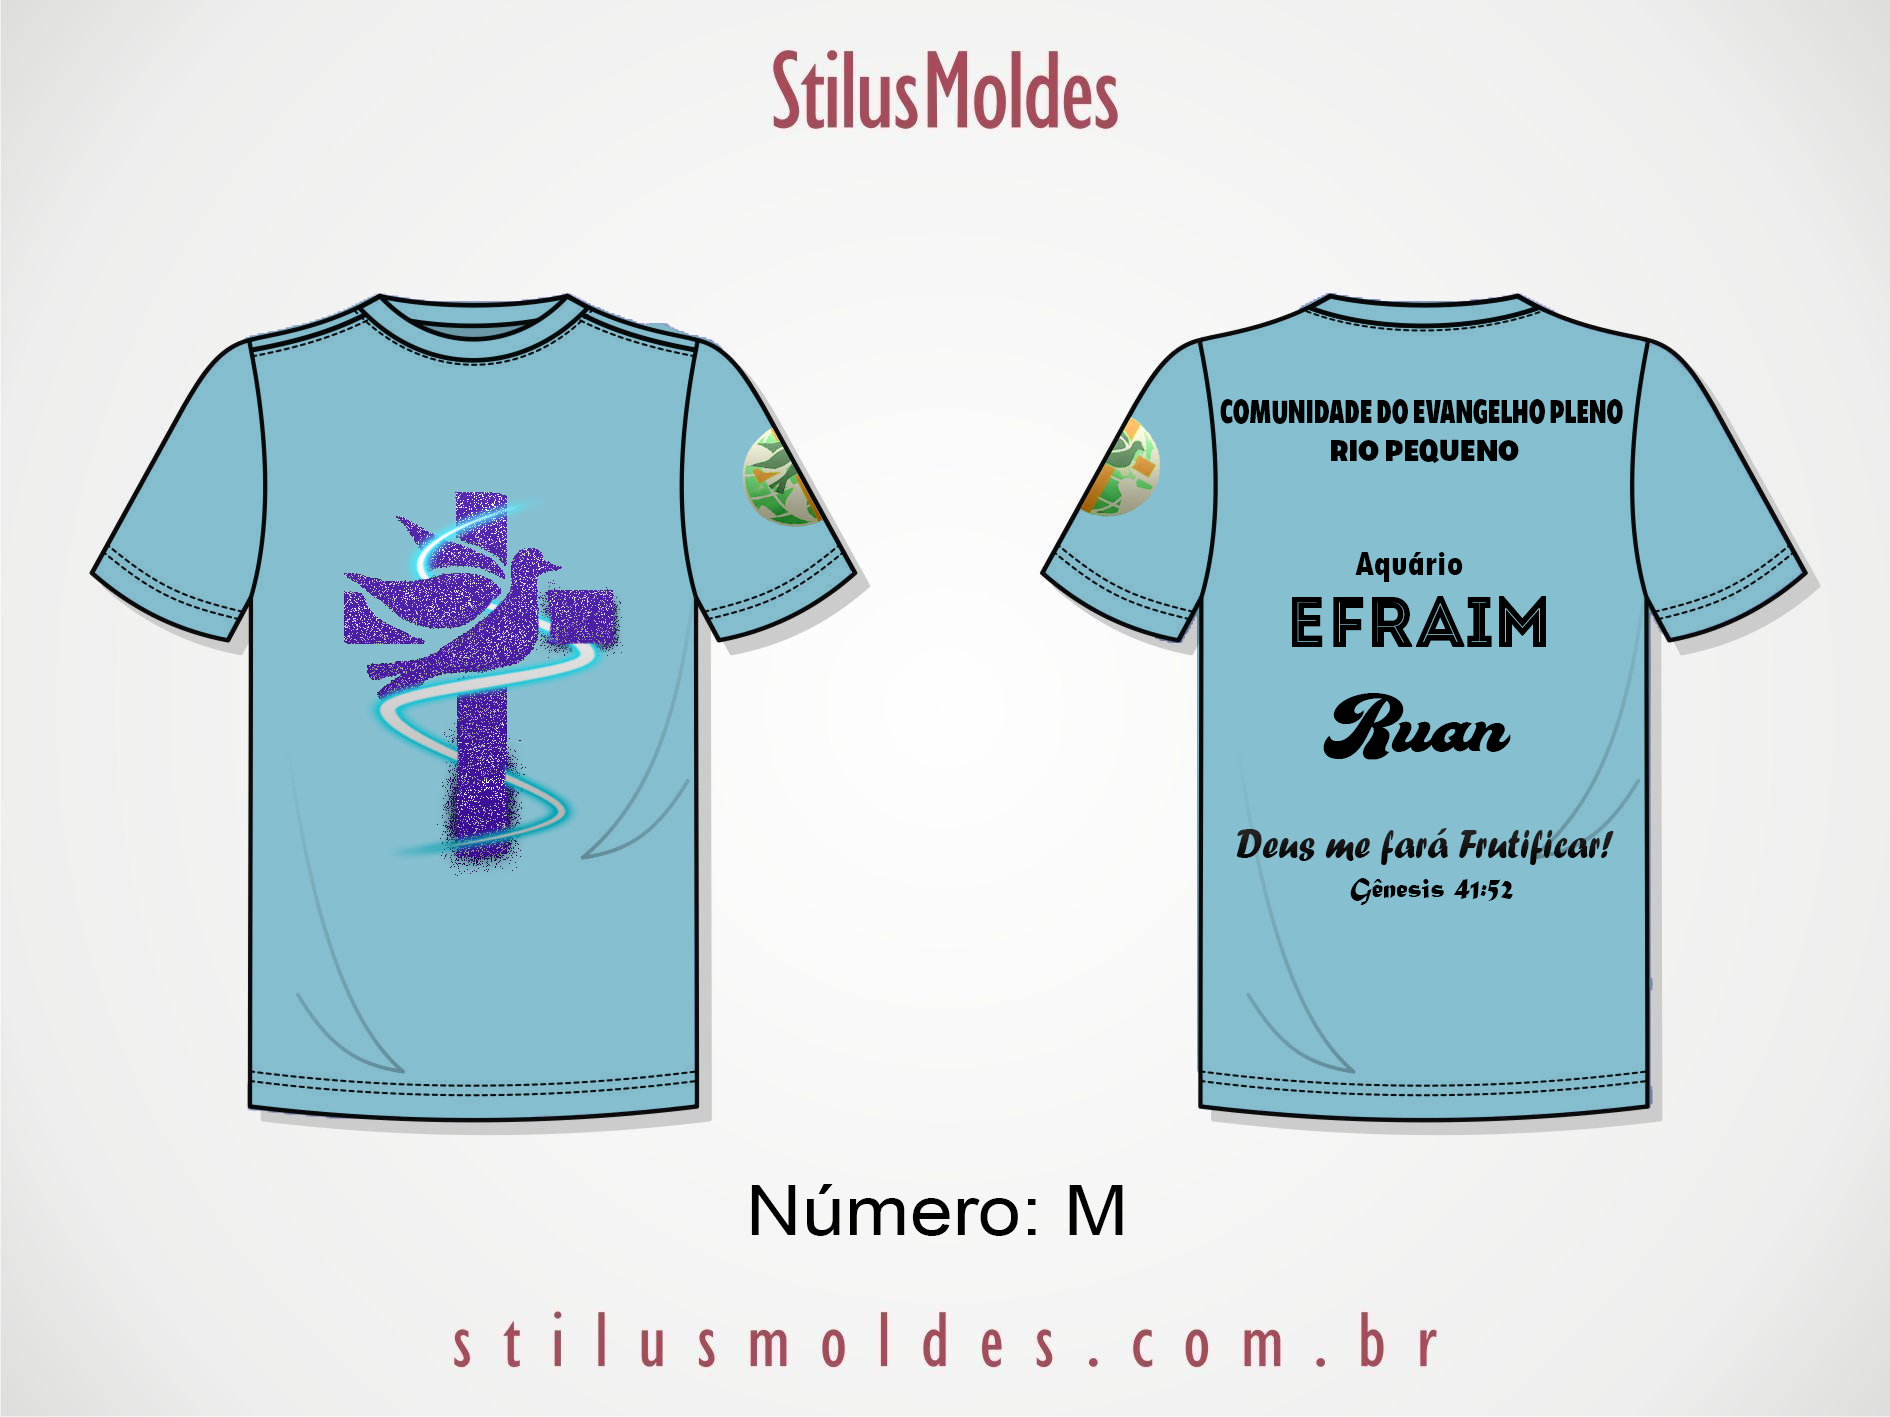 StilusMoldes
COMUNIDADE DO EVANGELHO PLENO
RIO PEQUENO
Aquário
EFRAIM
Ruan
Deus me fará Frutificar!
Gênesis 41:52
Número: M
stilusmoldes.com.br